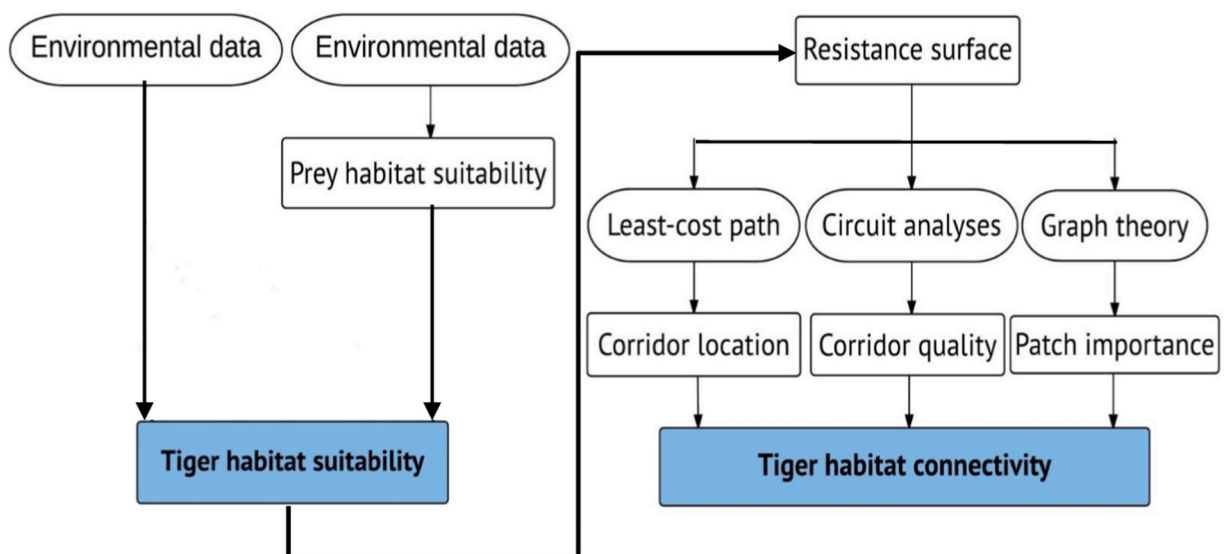 Environmental data
Environmental data
Prey habitat suitability
Tiger habitat suitability
Resistance surface
Least-cost path
Circuit analyses
Graph theory
Corridor location
Corridor quality
Patch importance
Tiger habitat connectivity